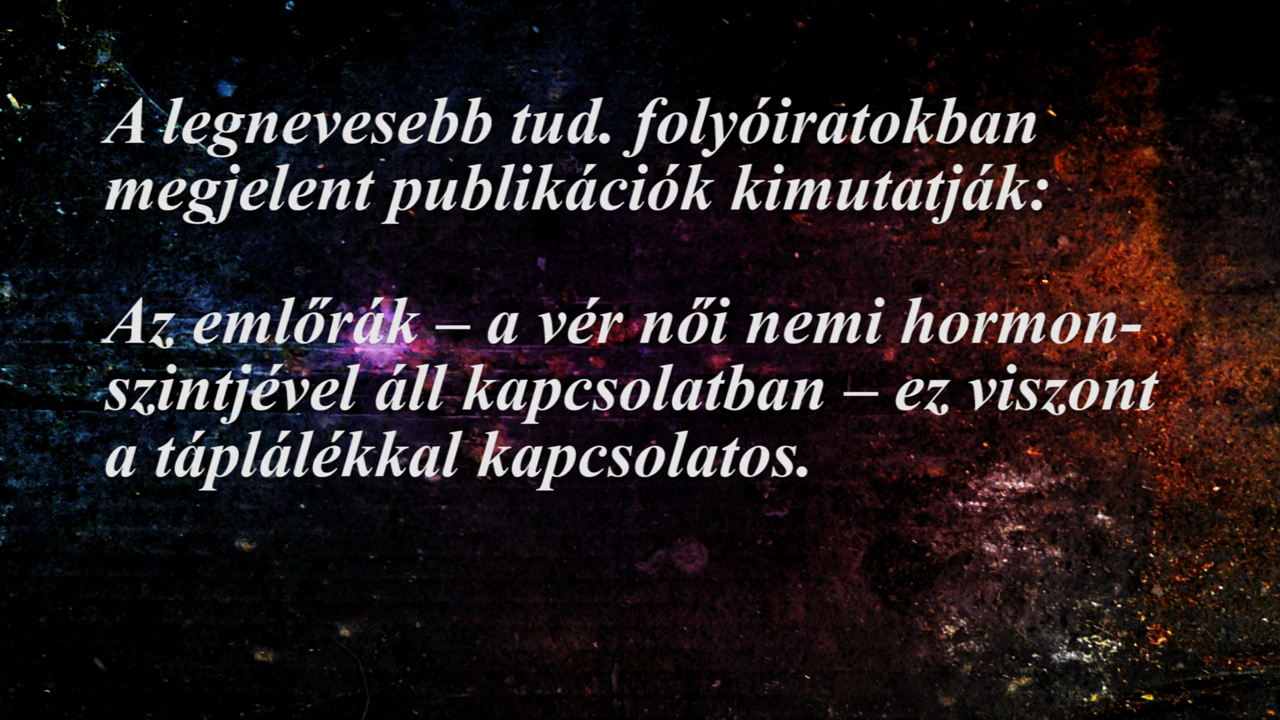 A legnevesebb tud. folyóiratokban
megjelent publikációk kimutatják:
Az emlőrák – a vér női nemi hormon-
szintjével áll kapcsolatban – ez viszont
a táplálékkal kapcsolatos.